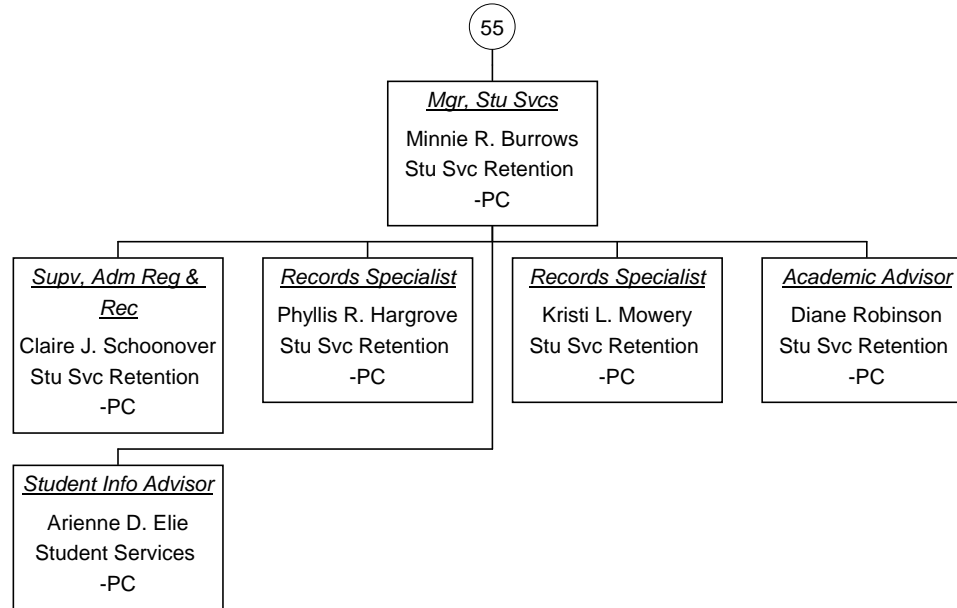 55
Mgr, Stu Svcs
Minnie R. Burrows
Stu Svc Retention
-PC
Supv, Adm Reg &
Rec
Claire J. Schoonover
Stu Svc Retention
-PC
Records Specialist
Phyllis R. Hargrove
Stu Svc Retention
-PC
Records Specialist
Kristi L. Mowery
Stu Svc Retention
-PC
Academic Advisor
Diane Robinson
Stu Svc Retention
-PC
Student Info Advisor
Arienne D. Elie
Student Services
-PC